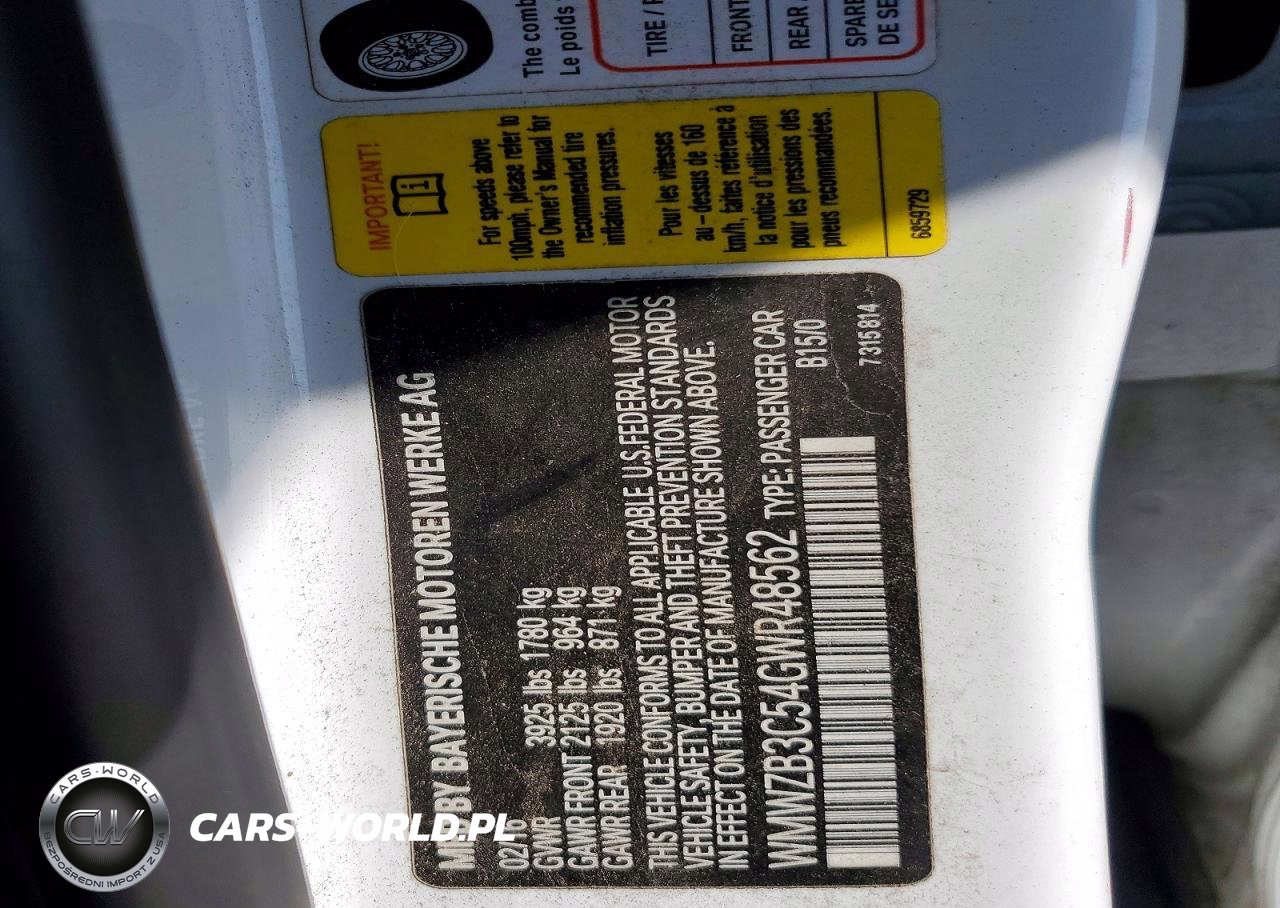 The comb
Le poids
TIRE / P
FRONT
REAR
SPARE
DE SE
IMPORTANT!
For speeds above
100mph, please refer to
the Owner's Manual for
recommended tire
inflation pressures.
Pour les vitesses
au-dessus de 160
km/h, faites référence à
la notice d'utilisation
pour les pressions des
pneus recommandées.
6859729
BY BAYERISCHE MOTOREN WERKE AG
GVWR 3925 lbs 1780 kg
GAWR FRONT 2125 lbs 964 kg
GAWR REAR 1920 lbs 871 kg
THIS VEHICLE CONFORMS TO ALL APPLICABLE U.S.FEDERAL MOTOR
VEHICLE SAFETY, BUMPER AND THEFT PREVENTION STANDARDS
IN EFFECT ON THE DATE OF MANUFACTURE SHOWN ABOVE.
WMWZB3C54GWR48562 TYPE: PASSENGER CAR
B15/0
7315814
CARS-WORLD
CW
BEZPOŚREDNI IMPORT Z USA
CARS-WORLD.PL